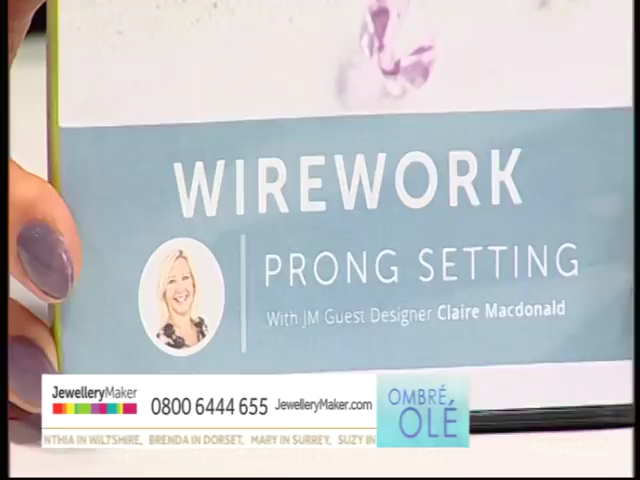 WIREWORK
PRONG SETTING
With JM Guest Designer Claire Macdonald
JewelleryMaker
0800 6444 655 JewelleryMaker.com
OMBRÉ
OLÉ
NTHIA IN WILTSHIRE, BRENDA IN DORSET, MARY IN SURREY, SUZY IN